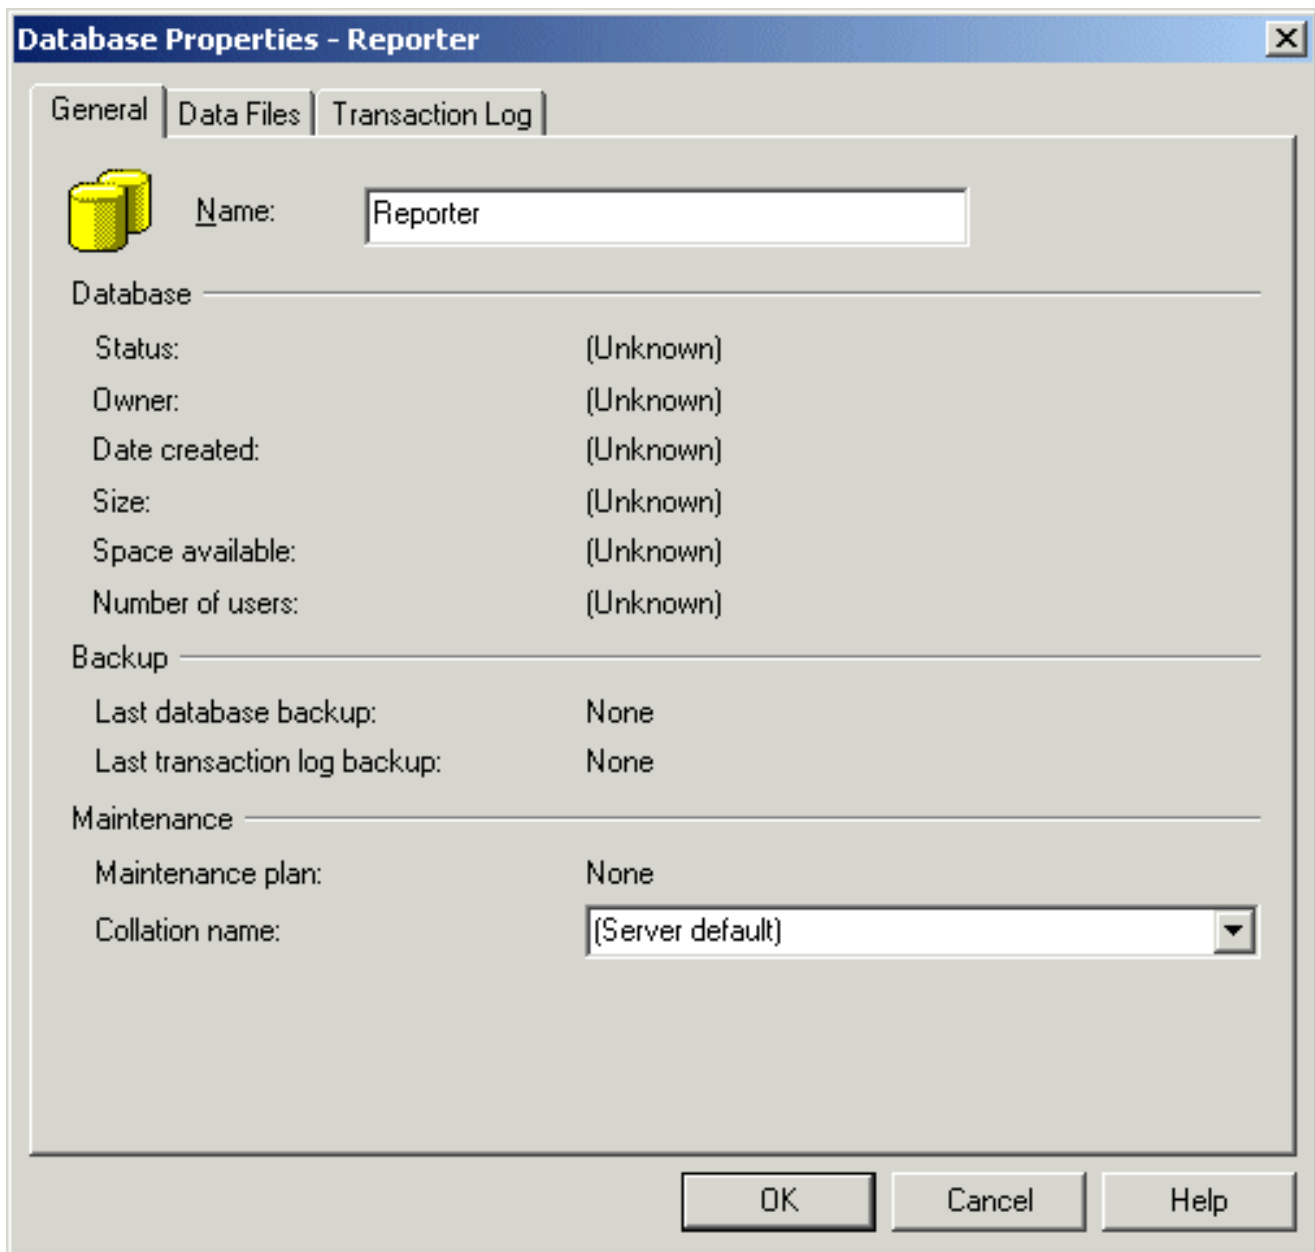 Database Properties - Reporter
General Data Files Transaction Log
Name: Reporter
Database
Status: (Unknown)
Owner: (Unknown)
Date created: (Unknown)
Size: (Unknown)
Space available: (Unknown)
Number of users: (Unknown)
Backup
Last database backup: None
Last transaction log backup: None
Maintenance
Maintenance plan: None
Collation name: (Server default)
OK Cancel Help